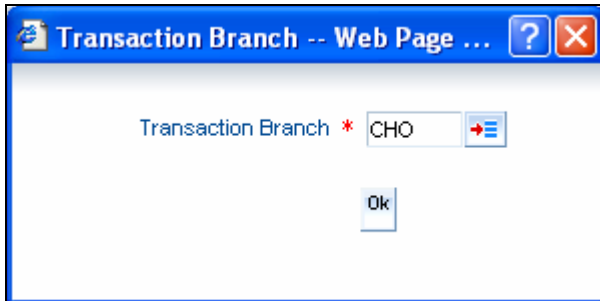 Transaction Branch -- Web Page ...
Transaction Branch * CHO
Ok